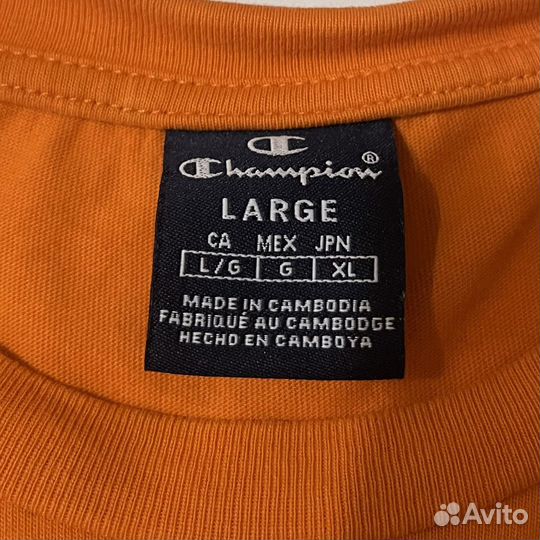 Champion®
LARGE
CA MEX JPN
L/G G XL
MADE IN CAMBODIA
FABRIQUÉ AU CAMBODGE
HECHO EN CAMBOYA
Avito